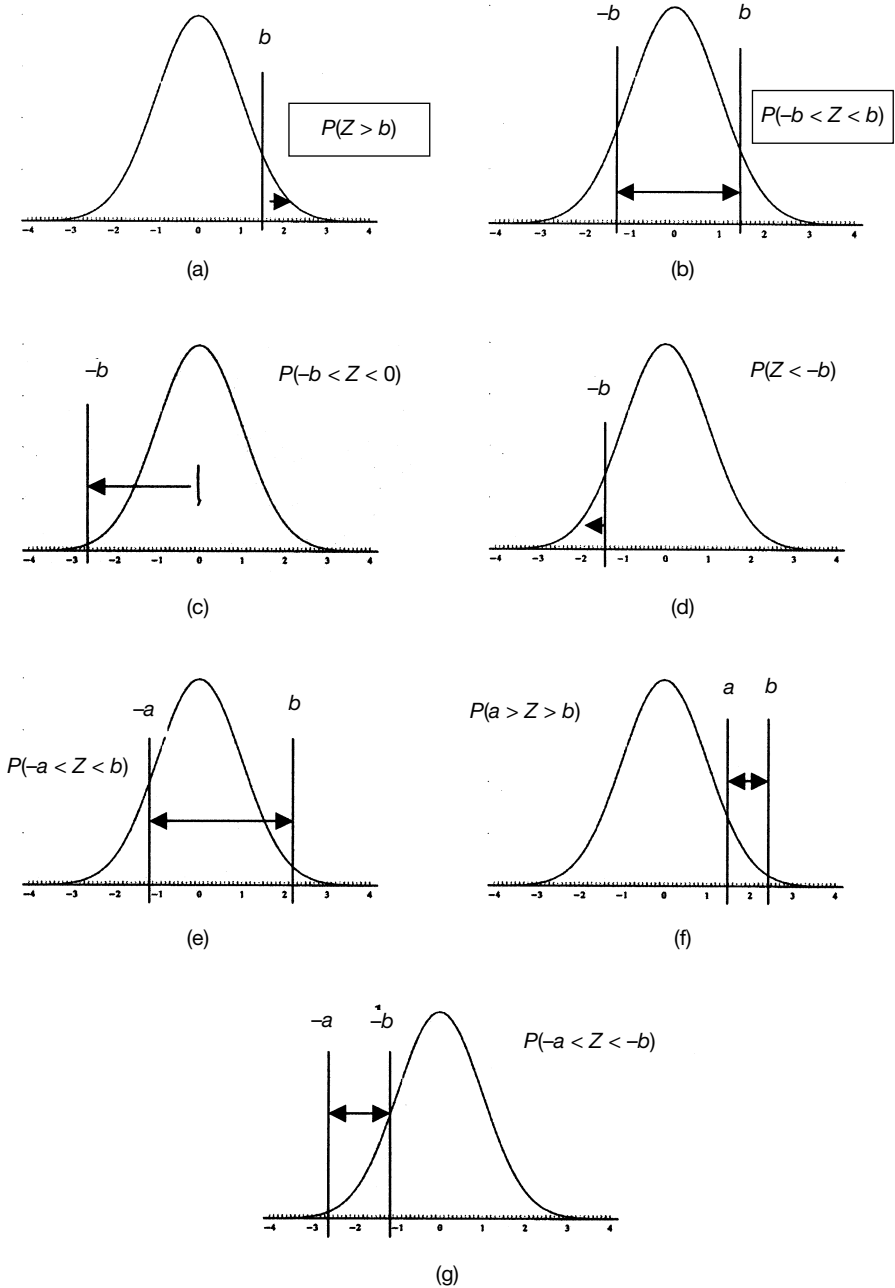 b
P(Z > b)
–4 –3 –2 –1 0 1 2 3 4
(a)
–b b
P(–b < Z < b)
–4 –3 –2 –1 0 1 2 3 4
(b)
–b
P(–b < Z < 0)
–4 –3 –2 –1 0 1 2 3 4
(c)
P(Z < –b)
–b
–4 –3 –2 –1 0 1 2 3 4
(d)
–a b
P(–a < Z < b)
–4 –3 –2 –1 0 1 2 3 4
(e)
a b
P(a > Z > b)
–4 –3 –2 –1 0 1 2 3 4
(f)
–a –b
P(–a < Z < –b)
–4 –3 –2 –1 0 1 2 3 4
(g)